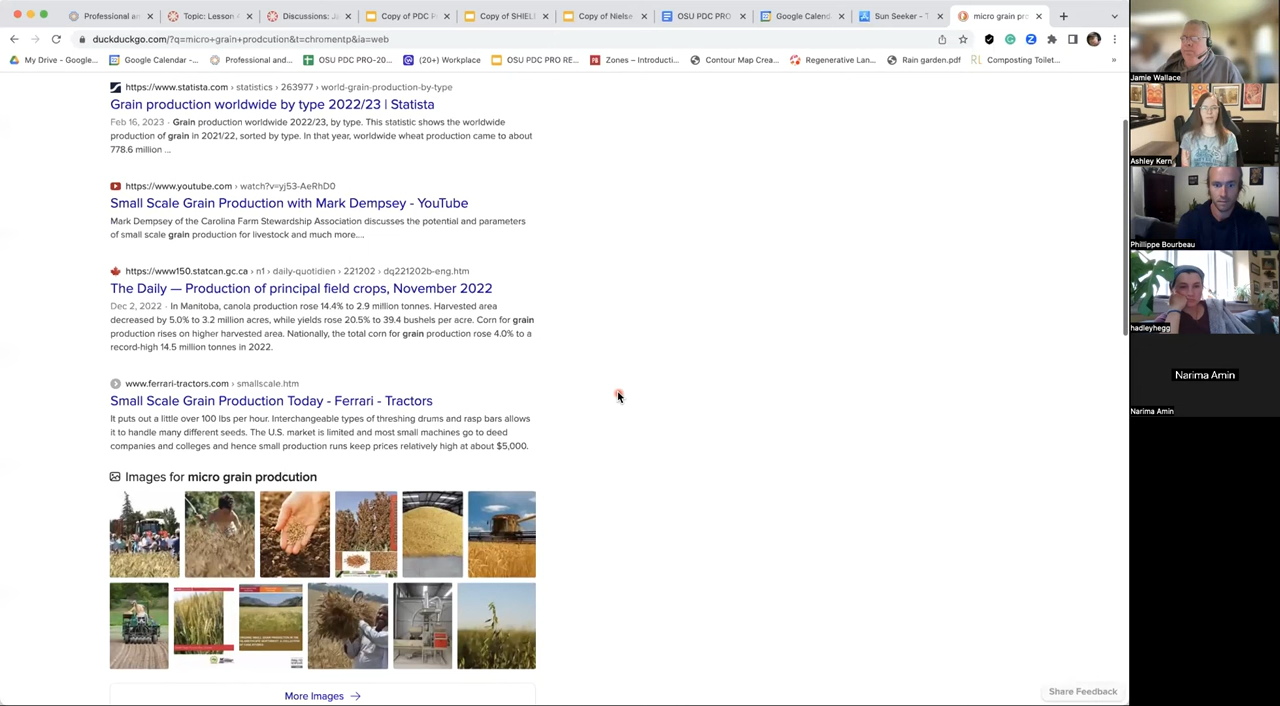 Professional an
Topic: Lesson
Discussions: Ja
Copy of PDC P
Copy of SHIEL
Copy of Nielse
OSU PDC PRO
Google Calend
Sun Seeker - T
micro grain pro
duckduckgo.com/?q=micro+grain+prodcution&t=chromentp&ia=web
My Drive - Google...
Google Calendar -...
Professional and...
OSU PDC PRO-20...
(20+) Workplace
OSU PDC PRO RE...
Zones – Introducti...
Contour Map Crea...
Regenerative Lan...
Rain garden.pdf
Composting Toilet...
https://www.statista.com › statistics › 263977 › world-grain-production-by-type
Grain production worldwide by type 2022/23 | Statista
Feb 16, 2023 · Grain production worldwide 2022/23, by type. This statistic shows the worldwide
production of grain in 2021/22, sorted by type. In that year, worldwide wheat production came to about
778.6 million ...
https://www.youtube.com › watch?v=yj53-AeRhD0
Small Scale Grain Production with Mark Dempsey - YouTube
Mark Dempsey of the Carolina Farm Stewardship Association discusses the potential and parameters
of small scale grain production for livestock and much more....
https://www150.statcan.gc.ca › n1 › daily-quotidien › 221202 › dq221202b-eng.htm
The Daily — Production of principal field crops, November 2022
Dec 2, 2022 · In Manitoba, canola production rose 14.4% to 2.9 million tonnes. Harvested area
decreased by 5.0% to 3.2 million acres, while yields rose 20.5% to 39.4 bushels per acre. Corn for grain
production rises on higher harvested area. Nationally, the total corn for grain production rose 4.0% to a
record-high 14.5 million tonnes in 2022.
www.ferrari-tractors.com › smallscale.htm
Small Scale Grain Production Today - Ferrari - Tractors
It puts out a little over 100 lbs per hour. Interchangeable types of threshing drums and rasp bars allows
it to handle many different seeds. The U.S. market is limited and most small machines go to deed
companies and colleges and hence small production runs keep prices relatively high at about $5,000.
Images for micro grain prodcution
More Images →
Share Feedback
Jamie Wallace
Ashley Kern
Phillippe Bourbeau
hadleyhegg
Narima Amin
Narima Amin